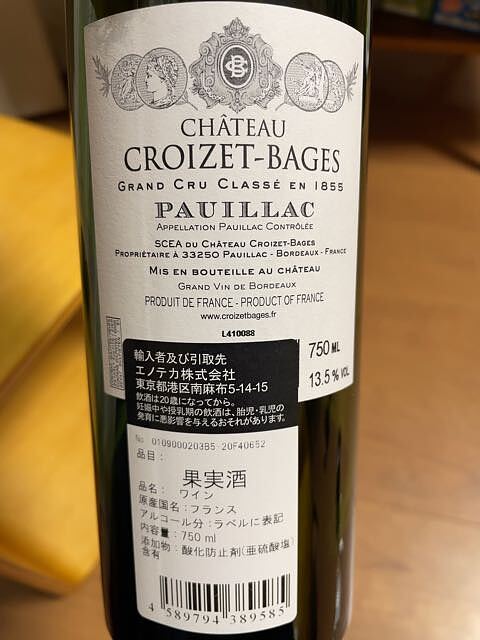 CB
CHÂTEAU
CROIZET-BAGES
GRAND CRU CLASSÉ EN 1855
PAUILLAC
APPELLATION PAUILLAC CONTRÔLÉE
SCEA DU CHÂTEAU CROIZET-BAGES
PROPRIÉTAIRE À 33250 PAUILLAC - BORDEAUX - FRANCE
MIS EN BOUTEILLE AU CHÂTEAU
GRAND VIN DE BORDEAUX
PRODUIT DE FRANCE - PRODUCT OF FRANCE
www.croizetbages.fr
L410088
750 ML
13.5 % VOL
輸入者及び引取先
エノテカ株式会社
東京都港区南麻布5-14-15
飲酒は20歳になってから。
妊娠中や授乳期の飲酒は、胎児・乳児の
発育に悪影響を与えるおそれがあります。
No 0109000203B5-20F40652
品目：
果実酒
品名： ワイン
原産国名：フランス
アルコール分：ラベルに表記
内容量：750 ml
添加物：酸化防止剤(亜硫酸塩)
含有
4 589794 389585